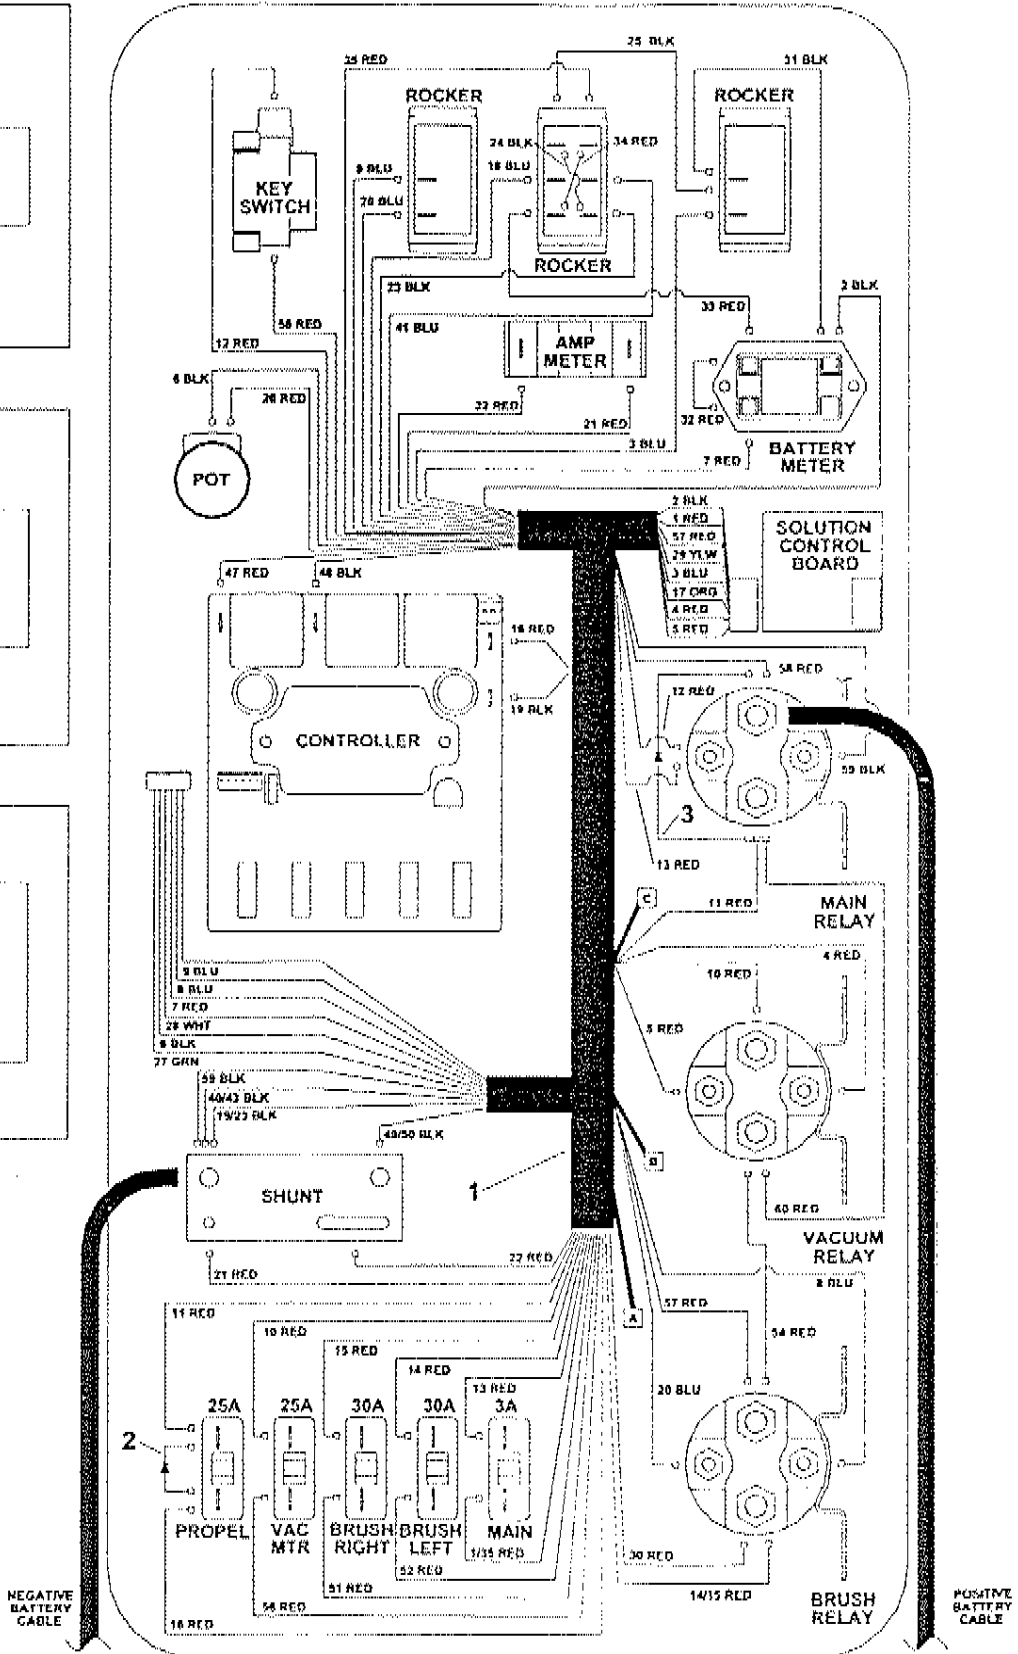 25 BLK
35 RED
31 BLK
ROCKER
ROCKER
24 BLK
34 RED
9 BLU
18 BLU
KEY
SWITCH
20 BLU
ROCKER
23 BLK
2 BLK
33 RED
58 RED
41 BLU
12 RED
AMP
METER
6 BLK
26 RED
22 RED
21 RED
32 RED
3 BLU
BATTERY
METER
7 RED
POT
2 BLK
1 RED
57 RED
29 YLW
3 BLU
17 ORG
4 RED
5 RED
SOLUTION
CONTROL
BOARD
47 RED
48 BLK
16 RED
58 RED
12 RED
19 BLK
CONTROLLER
59 BLK
3
13 RED
11 RED
C
MAIN
RELAY
4 RED
10 RED
9 BLU
8 BLU
7 RED
28 WHT
5 RED
6 BLK
27 GRN
59 BLK
40/43 BLK
19/23 BLK
49/50 BLK
B
1
SHUNT
60 RED
VACUUM
RELAY
22 RED
21 RED
8 BLU
11 RED
57 RED
A
10 RED
54 RED
15 RED
14 RED
13 RED
20 BLU
25A
25A
30A
30A
3A
2
PROPEL
VAC
MTR
BRUSH
RIGHT
BRUSH
LEFT
MAIN
1/35 RED
30 RED
52 RED
51 RED
14/15 RED
56 RED
16 RED
BRUSH
RELAY
NEGATIVE
BATTERY
CABLE
POSITIVE
BATTERY
CABLE